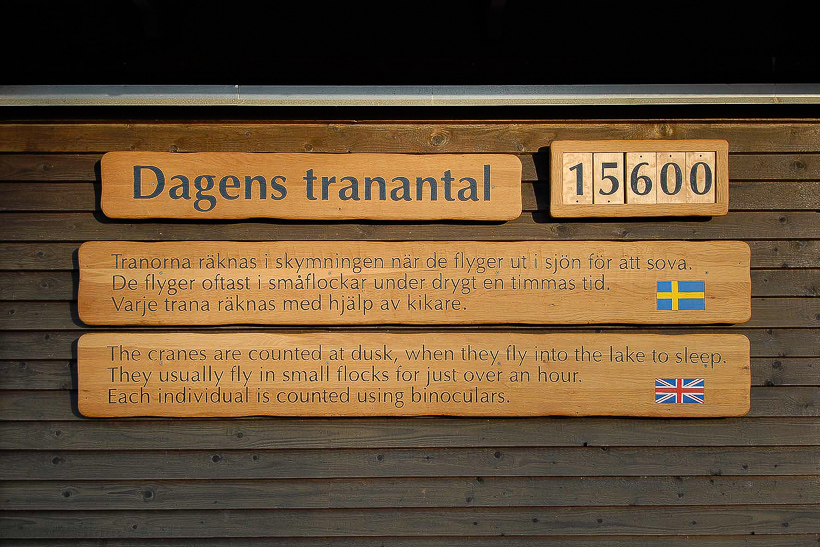 Dagens tranantal
15600
Tranorna räknas i skymningen när de flyger ut i sjön för att sova.
De flyger oftast i småflockar under drygt en timmas tid.
Varje trana räknas med hjälp av kikare.
The cranes are counted at dusk, when they fly into the lake to sleep.
They usually fly in small flocks for just over an hour.
Each individual is counted using binoculars.